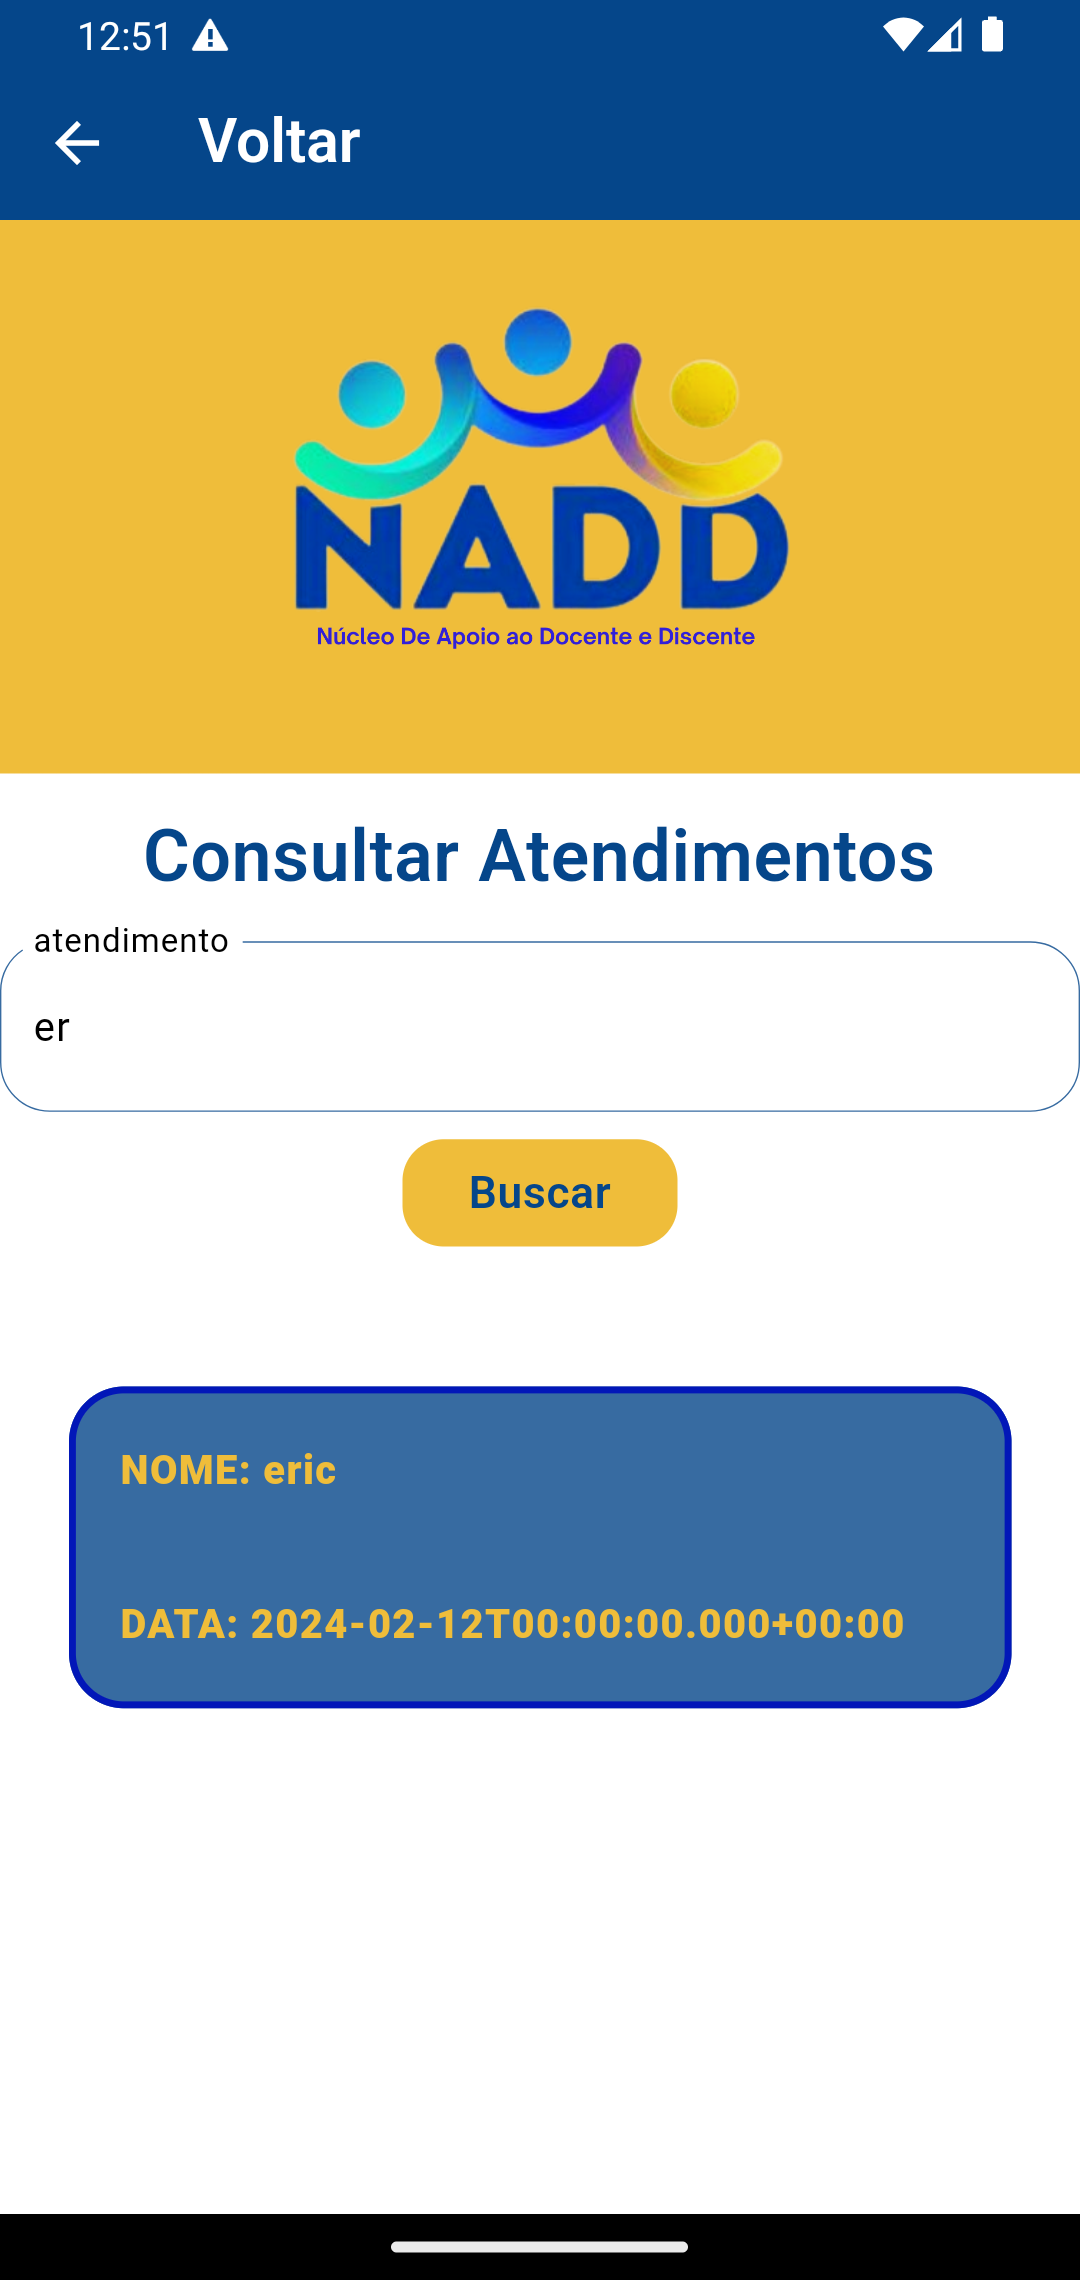 12:51
Voltar
NADD
Núcleo De Apoio ao Docente e Discente
Consultar Atendimentos
atendimento
er
Buscar
NOME: eric
DATA: 2024-02-12T00:00:00.000+00:00